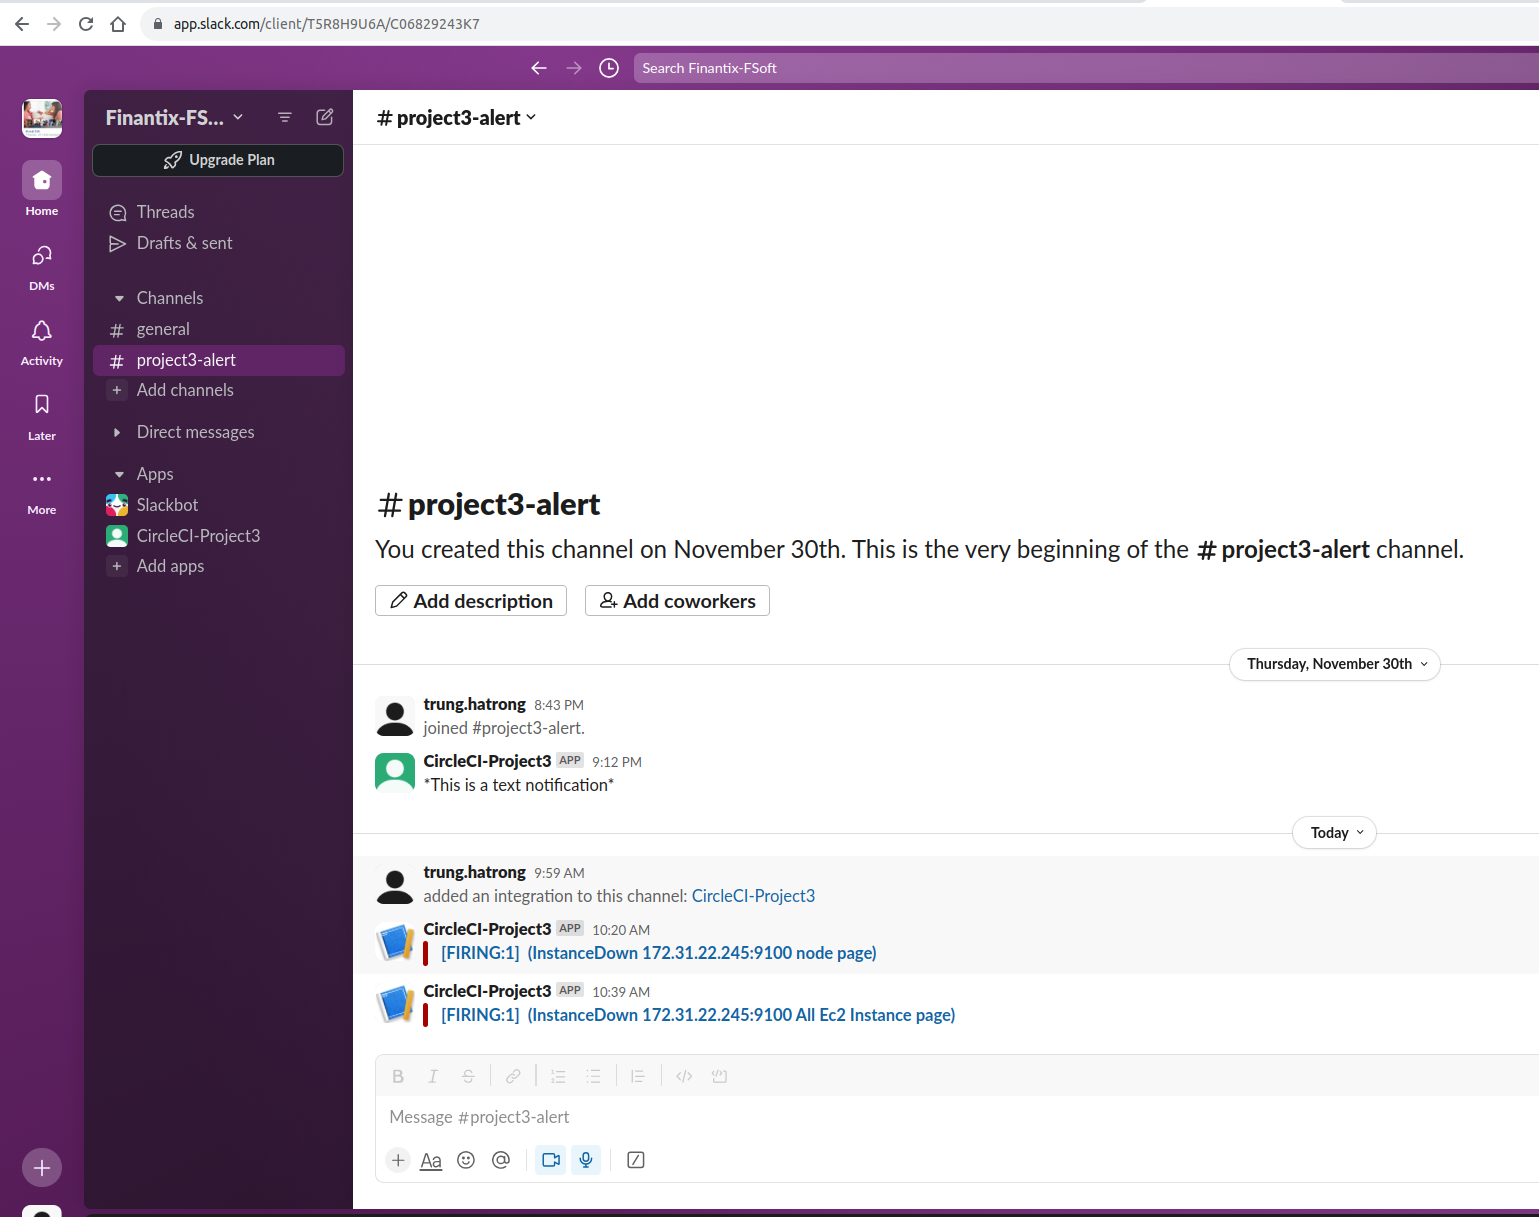 app.slack.com/client/T5R8H9U6A/C06829243K7
Search Finantix-FSoft
Finantix-FS...
Upgrade Plan
Home
Threads
Drafts & sent
DMs
Channels
# general
Activity
# project3-alert
+ Add channels
Later
Direct messages
Apps
More
Slackbot
CircleCI-Project3
+ Add apps
# project3-alert
# project3-alert
You created this channel on November 30th. This is the very beginning of the # project3-alert channel.
Add description
Add coworkers
Thursday, November 30th
trung.hatrong 8:43 PM
joined #project3-alert.
CircleCI-Project3 APP 9:12 PM
*This is a text notification*
Today
trung.hatrong 9:59 AM
added an integration to this channel: CircleCI-Project3
CircleCI-Project3 APP 10:20 AM
[FIRING:1] (InstanceDown 172.31.22.245:9100 node page)
CircleCI-Project3 APP 10:39 AM
[FIRING:1] (InstanceDown 172.31.22.245:9100 All Ec2 Instance page)
B I S
Message #project3-alert
+ Aa @